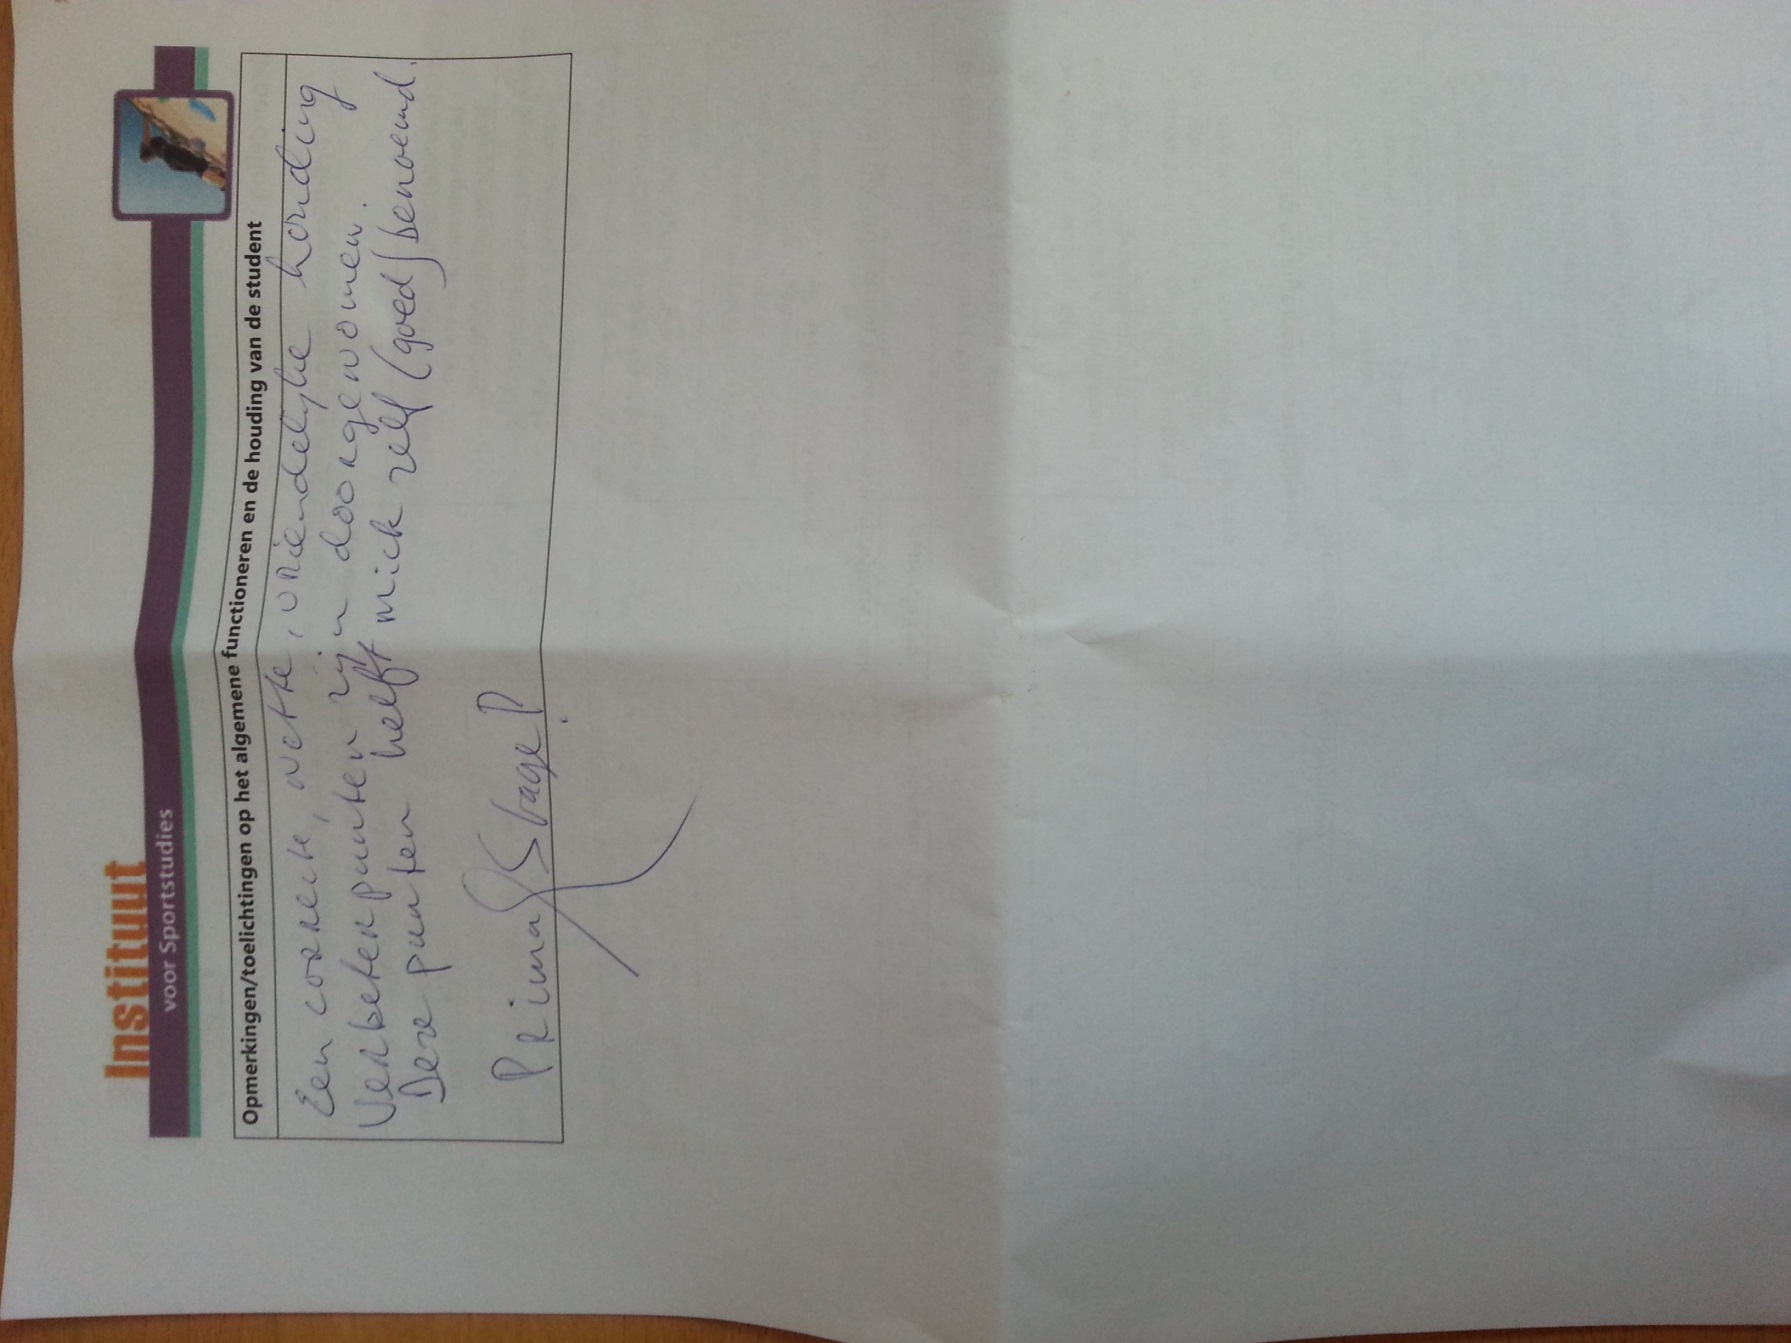 Instituut
voor Sportstudies
Opmerkingen/toelichtingen op het algemene functioneren en de houding van de student
Een correcte, nette, vriendelijke houding
Verbeterpunten zijn doorgenomen.
Deze punten heeft mick zelf (goed) benoemd.
Prima Stage!